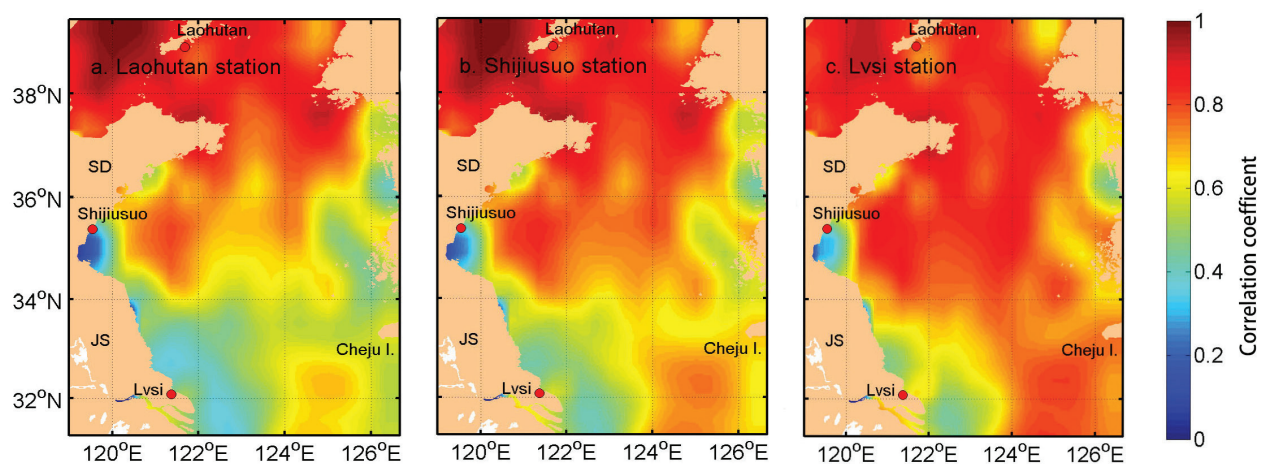 Laohutan
a. Laohutan station
38°N
SD
36°N
Shijiusuo
34°N
JS
Cheju I.
Lvsi
32°N
120°E 122°E 124°E 126°E
Laohutan
b. Shijiusuo station
SD
Shijiusuo
JS
Cheju I.
Lvsi
120°E 122°E 124°E 126°E
Laohutan
c. Lvsi station
SD
Shijiusuo
JS
Cheju I.
Lvsi
120°E 122°E 124°E 126°E
1
0.8
0.6
0.4
0.2
0
Correlation coefficent